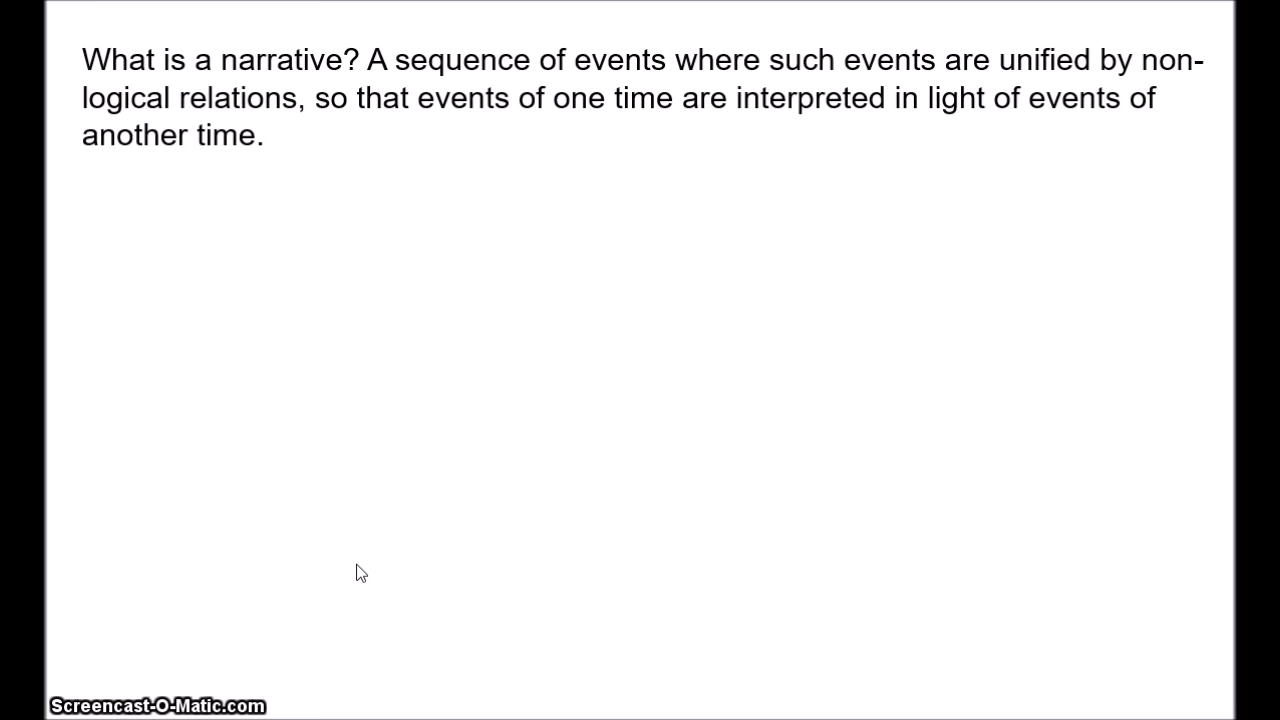 What is a narrative? A sequence of events where such events are unified by non-
logical relations, so that events of one time are interpreted in light of events of
another time.
Screencast-O-Matic.com